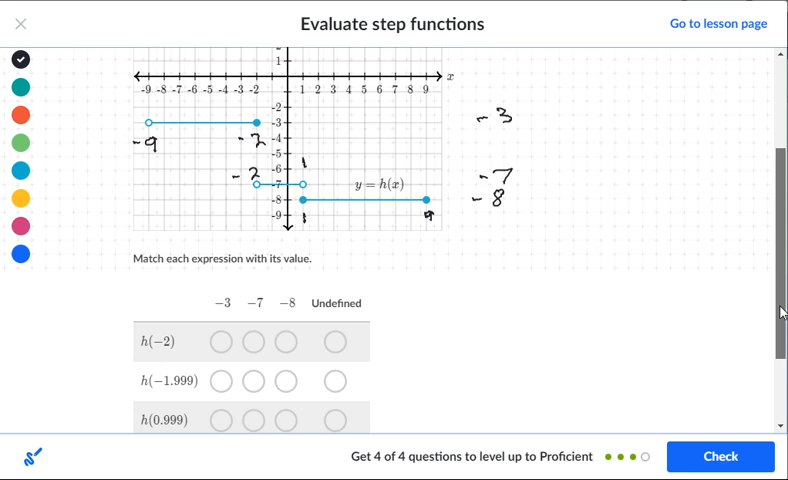 Evaluate step functions
Go to lesson page
1
x
-9 -8 -7 -6 -5 -4 -3 -2 1 2 3 4 5 6 7 8 9
-2
-3
-4
-5
-6
-7
-8
-9
-9
-2
-2
1
1
9
y = h(x)
-3
-7
-8
Match each expression with its value.
-3 -7 -8 Undefined
h(-2)
h(-1.999)
h(0.999)
Get 4 of 4 questions to level up to Proficient
Check